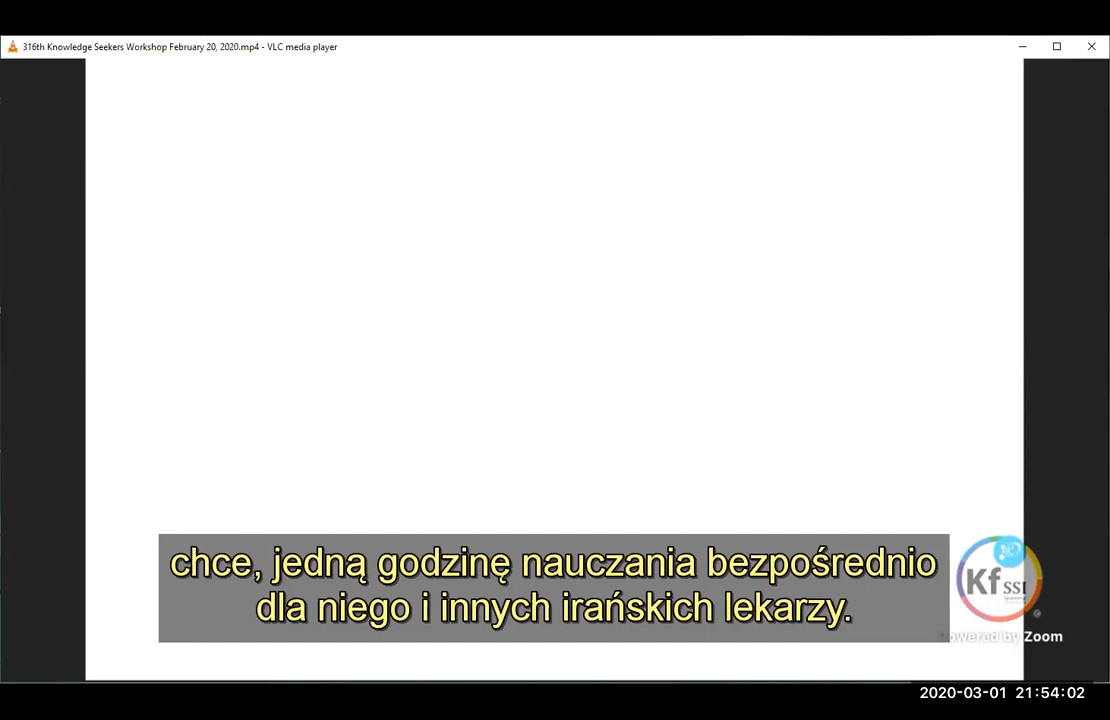 316th Knowledge Seekers Workshop February 20, 2020.mp4 - VLC media player
chce, jedną godzinę nauczania bezpośrednio
dla niego i innych irańskich lekarzy.
Kf SSI
Powered by Zoom
2020-03-01 21:54:02